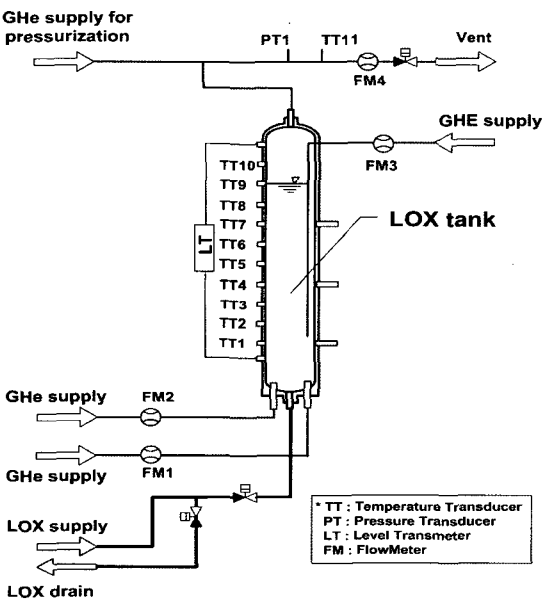 GHe supply for
pressurization
PT1
TT11
Vent
FM4
GHE supply
FM3
TT10
TT9
TT8
TT7
LOX tank
LT
TT6
TT5
TT4
TT3
TT2
TT1
GHe supply
FM2
GHe supply
FM1
LOX supply
LOX drain
* TT : Temperature Transducer
PT : Pressure Transducer
LT : Level Transmeter
FM : FlowMeter